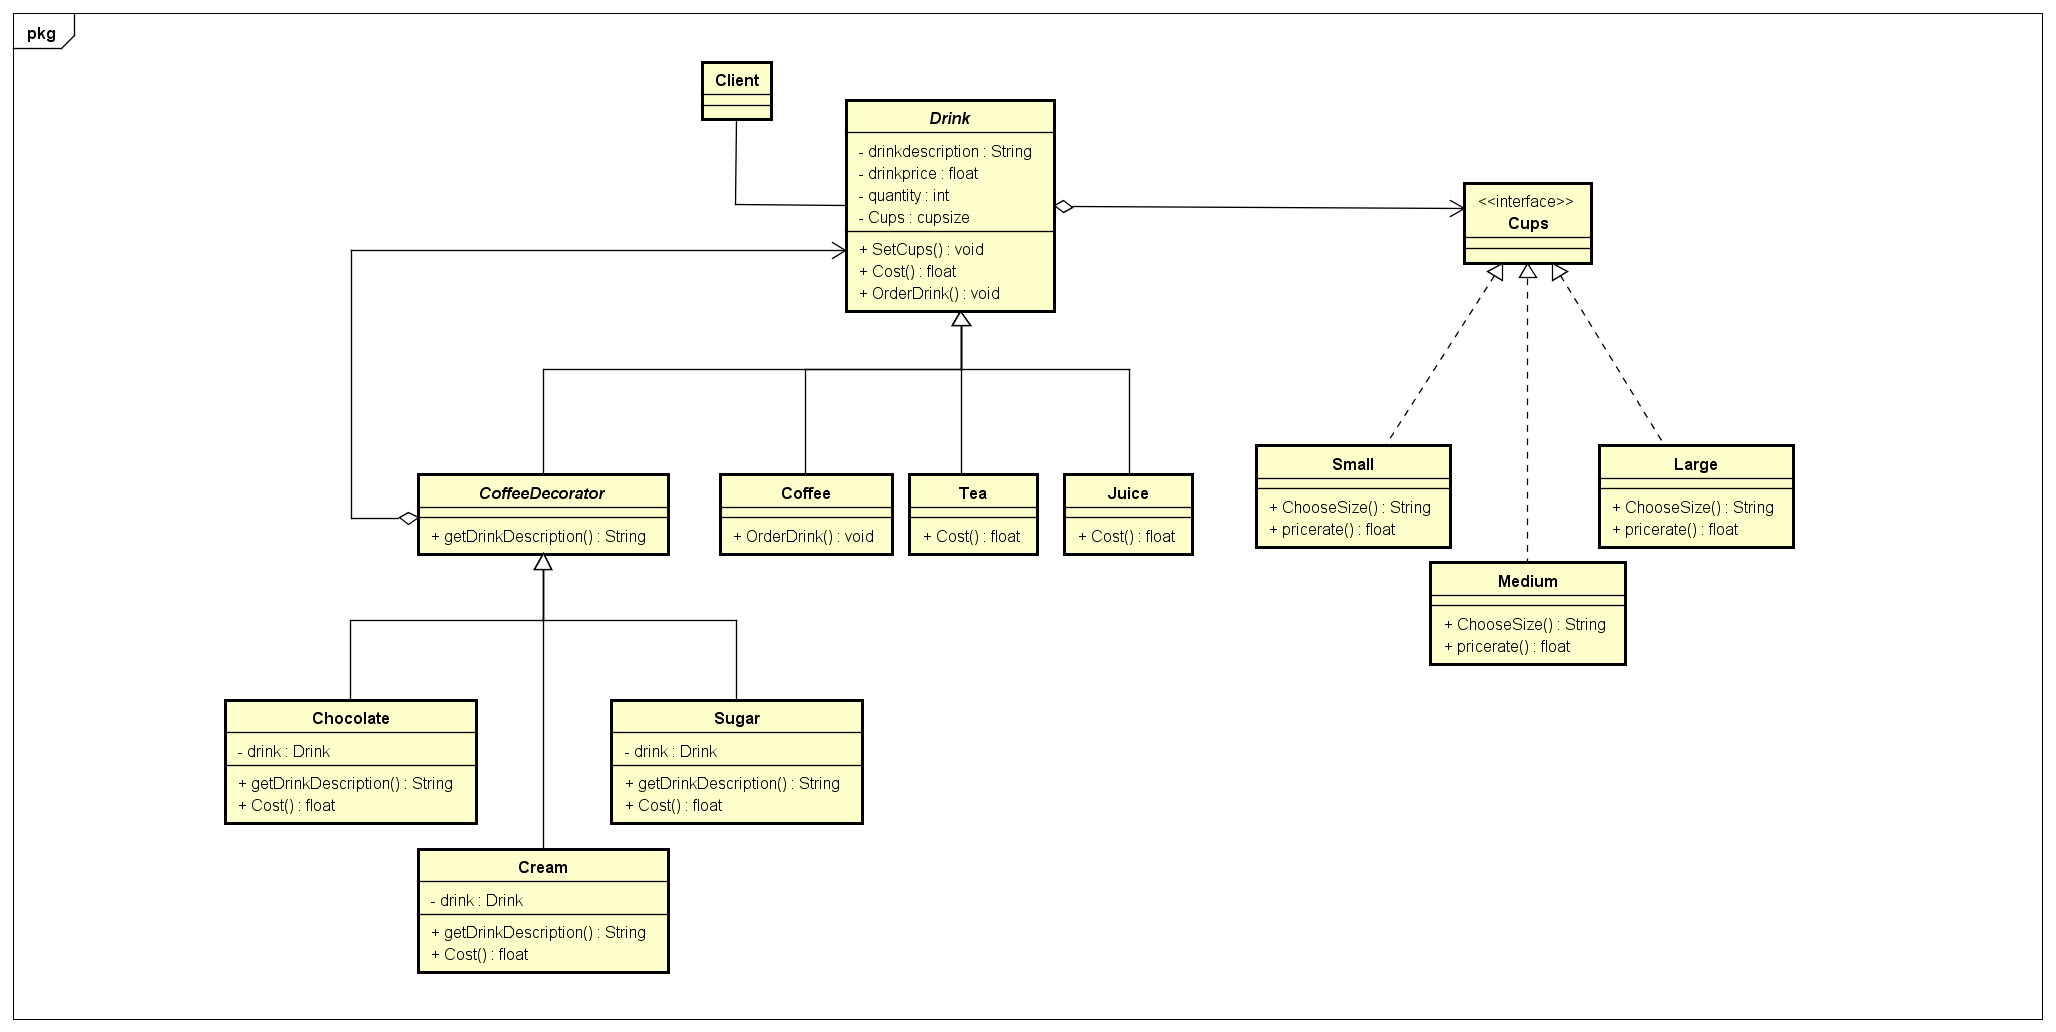 pkg
Client
Drink
- drinkdescription : String
- drinkprice : float
- quantity : int
- Cups : cupsize
+ SetCups() : void
+ Cost() : float
+ OrderDrink() : void
<<interface>>
Cups
CoffeeDecorator
+ getDrinkDescription() : String
Coffee
+ OrderDrink() : void
Tea
+ Cost() : float
Juice
+ Cost() : float
Small
+ ChooseSize() : String
+ pricerate() : float
Large
+ ChooseSize() : String
+ pricerate() : float
Medium
+ ChooseSize() : String
+ pricerate() : float
Chocolate
- drink : Drink
+ getDrinkDescription() : String
+ Cost() : float
Sugar
- drink : Drink
+ getDrinkDescription() : String
+ Cost() : float
Cream
- drink : Drink
+ getDrinkDescription() : String
+ Cost() : float